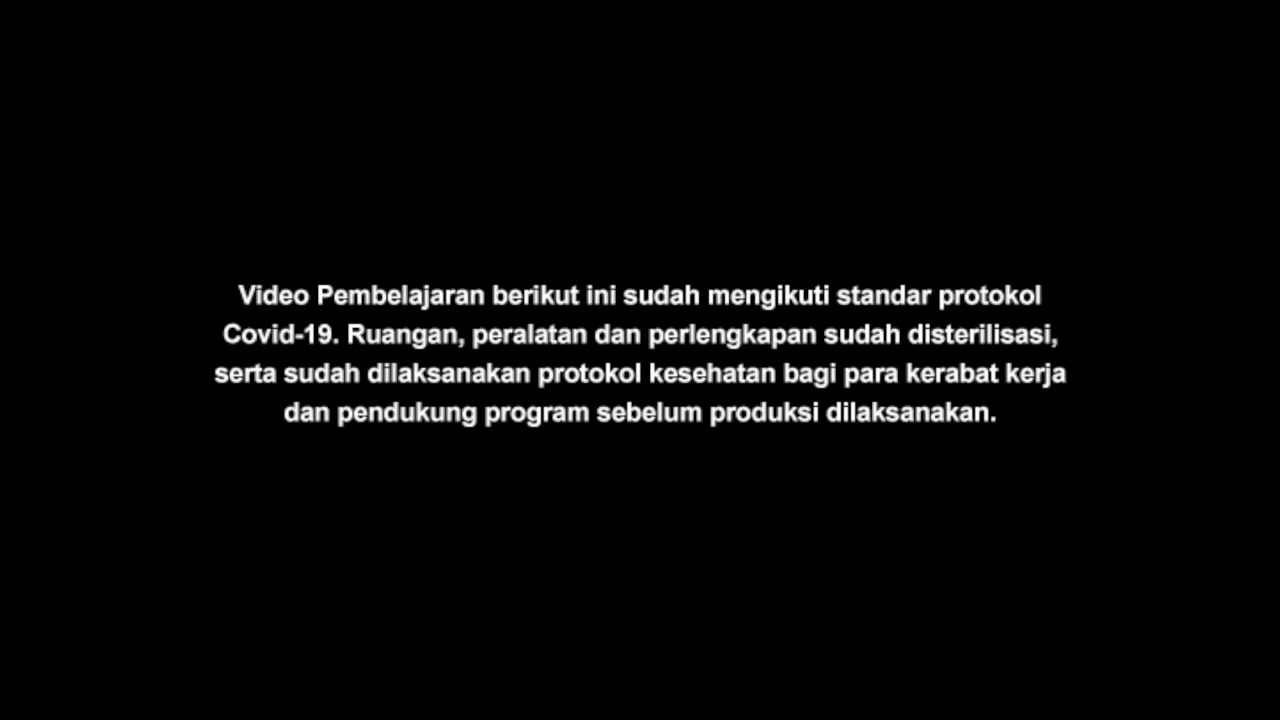 Video Pembelajaran berikut ini sudah mengikuti standar protokol
Covid-19. Ruangan, peralatan dan perlengkapan sudah disterilisasi,
serta sudah dilaksanakan protokol kesehatan bagi para kerabat kerja
dan pendukung program sebelum produksi dilaksanakan.